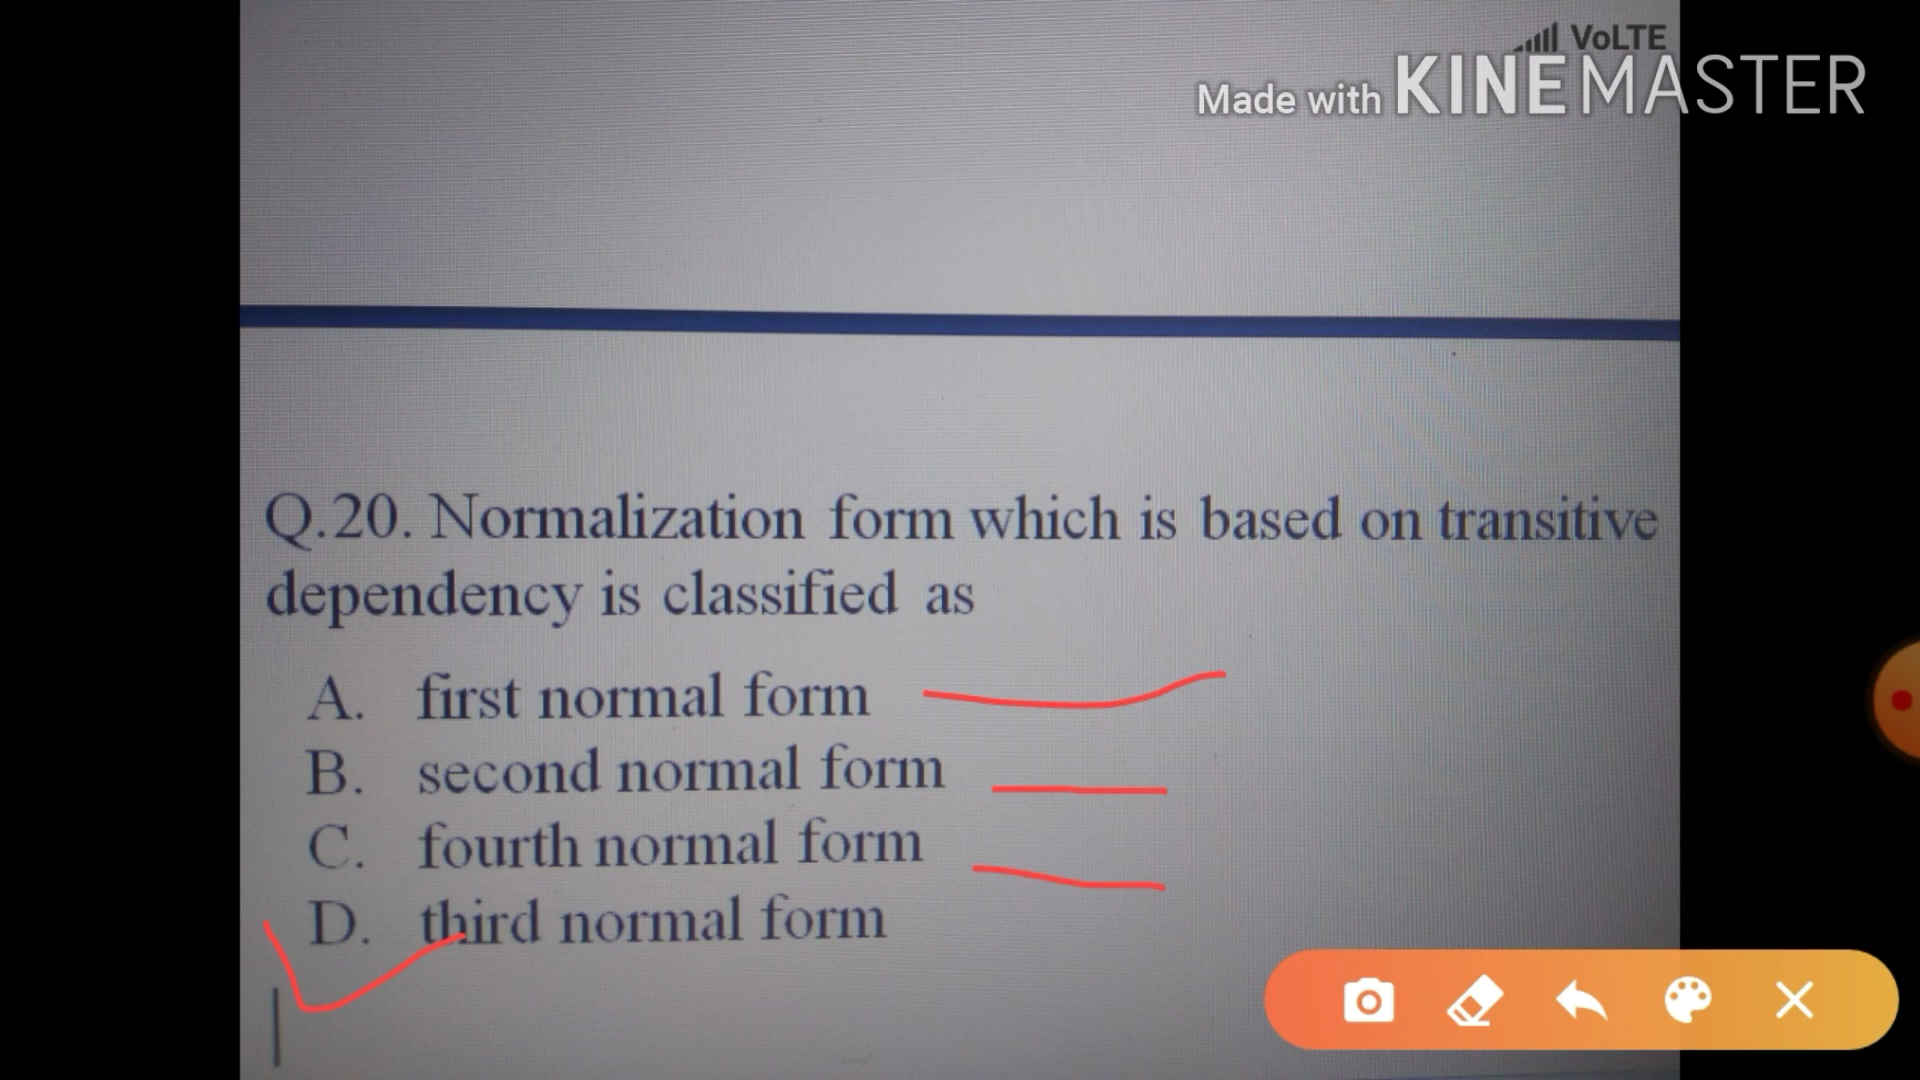 VoLTE
Made with KINEMASTER
Q.20. Normalization form which is based on transitive
dependency is classified as
A. first normal form
B. second normal form
C. fourth normal form
D. third normal form